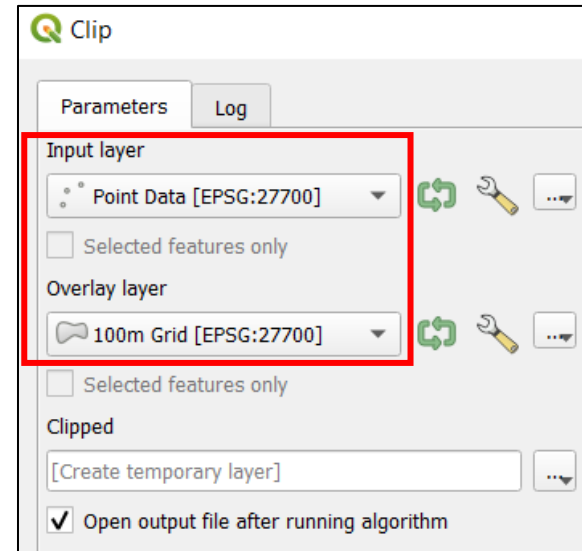 Clip
Parameters Log
Input layer
Point Data [EPSG:27700] ...
Selected features only
Overlay layer
100m Grid [EPSG:27700] ...
Selected features only
Clipped
[Create temporary layer] ...
Open output file after running algorithm